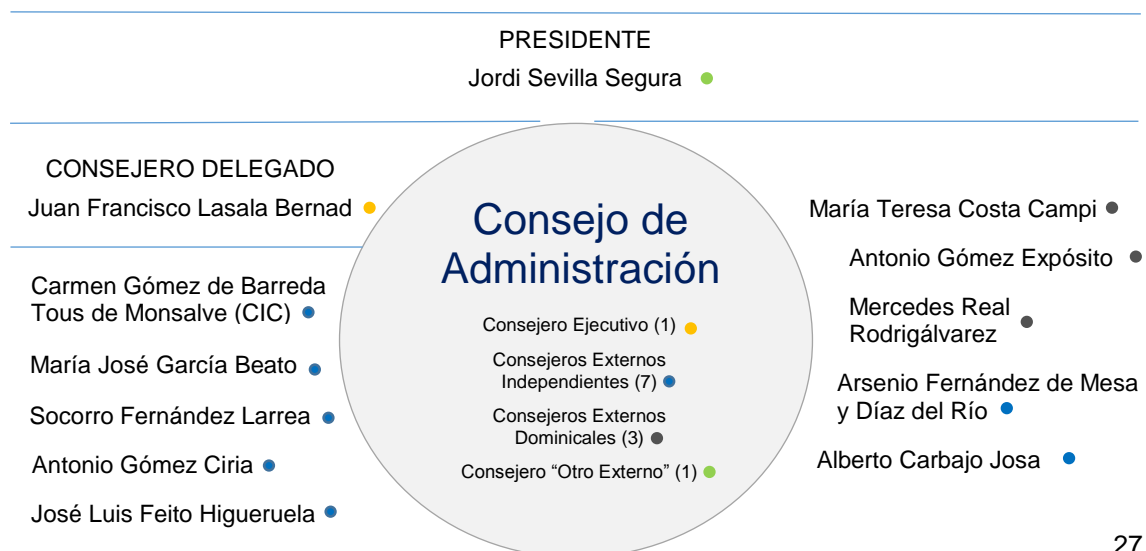 PRESIDENTE
Jordi Sevilla Segura
CONSEJERO DELEGADO
Juan Francisco Lasala Bernad
Carmen Gómez de Barreda
Tous de Monsalve (CIC)
María José García Beato
Socorro Fernández Larrea
Antonio Gómez Ciria
José Luis Feito Higueruela
Consejo de
Administración
Consejero Ejecutivo (1)
Consejeros Externos
Independientes (7)
Consejeros Externos
Dominicales (3)
Consejero “Otro Externo” (1)
María Teresa Costa Campi
Antonio Gómez Expósito
Mercedes Real
Rodrigálvarez
Arsenio Fernández de Mesa
y Díaz del Río
Alberto Carbajo Josa
27